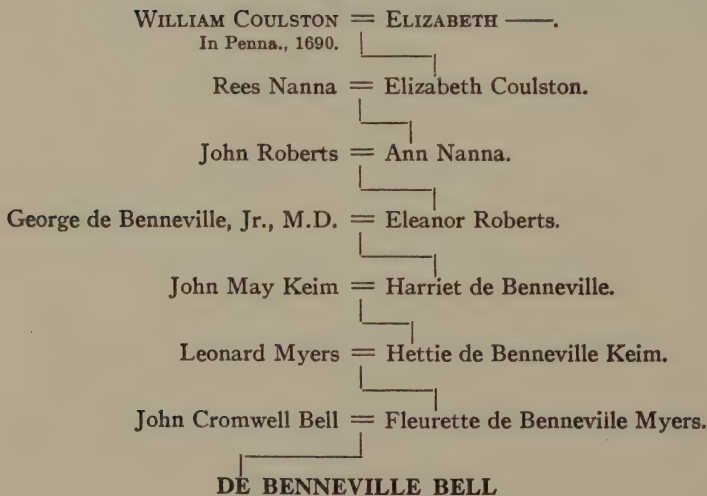 WILLIAM COULSTON = ELIZABETH ——.
In Penna., 1690.
Rees Nanna = Elizabeth Coulston.
John Roberts = Ann Nanna.
George de Benneville, Jr., M.D. = Eleanor Roberts.
John May Keim = Harriet de Benneville.
Leonard Myers = Hettie de Benneville Keim.
John Cromwell Bell = Fleurette de Benneville Myers.
DE BENNEVILLE BELL